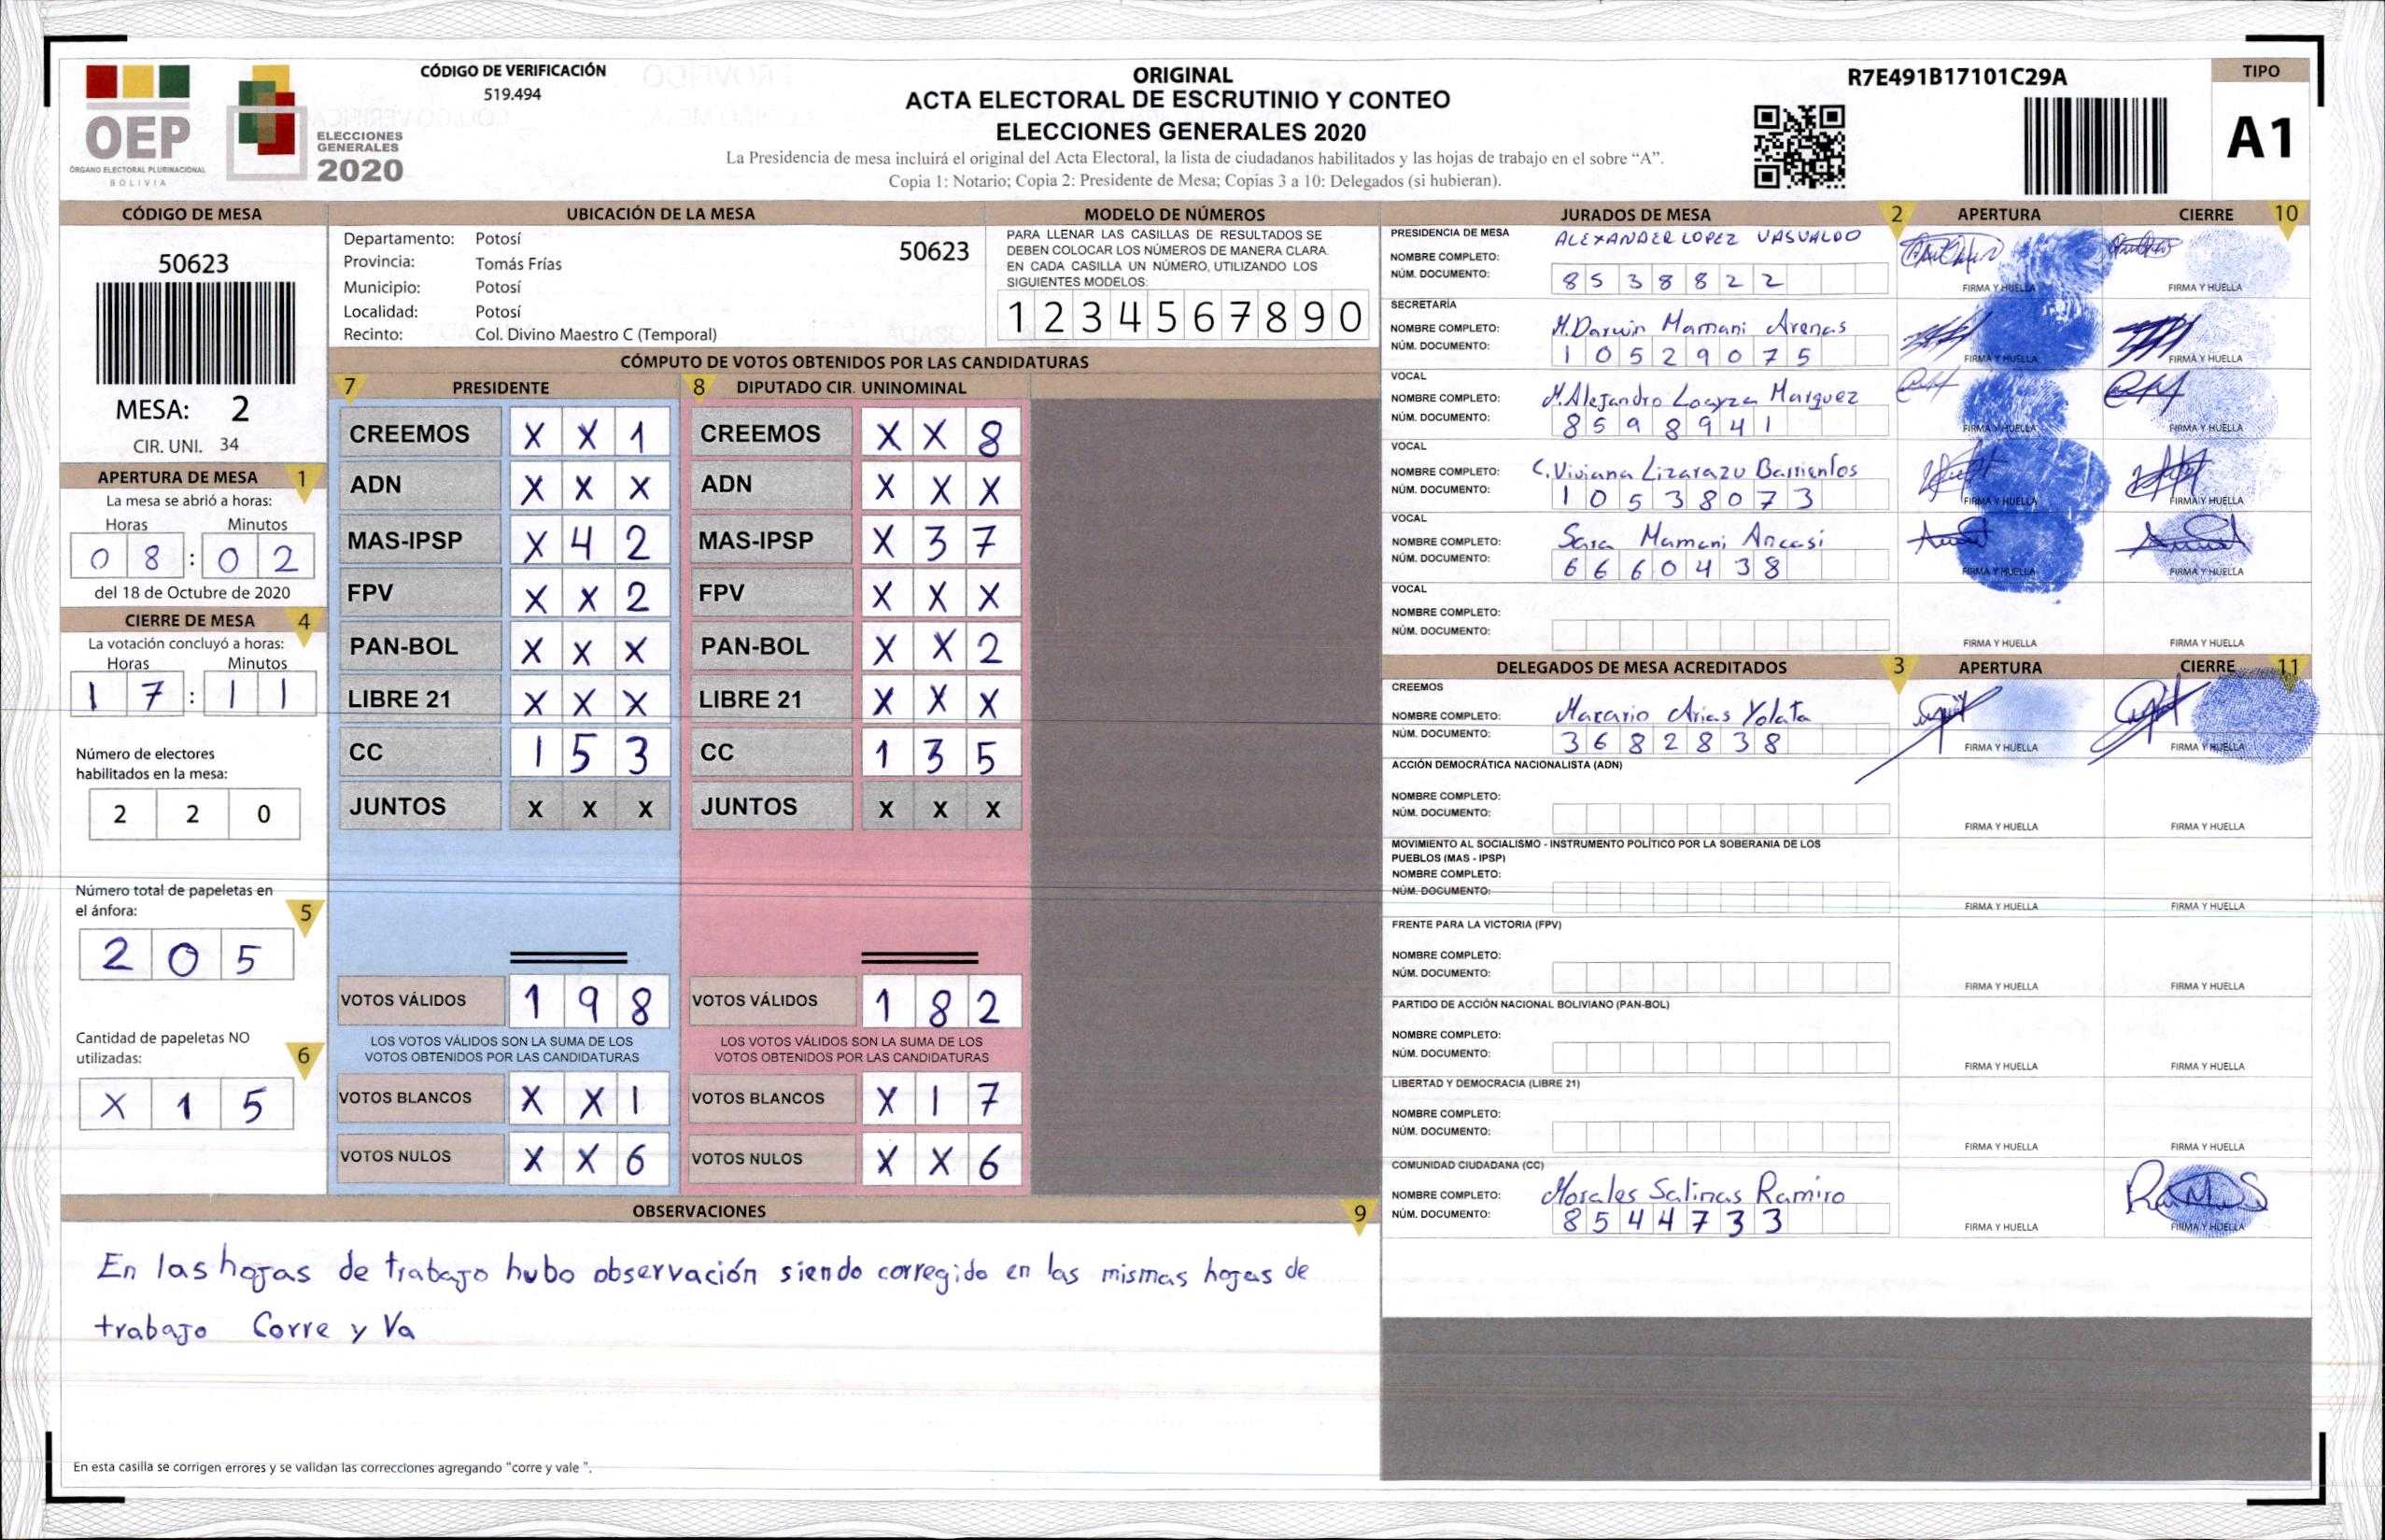 OEP
ÓRGANO ELECTORAL PLURINACIONAL
BOLIVIA
ELECCIONES
GENERALES
2020
CÓDIGO DE VERIFICACIÓN
519.494
ORIGINAL
ACTA ELECTORAL DE ESCRUTINIO Y CONTEO
ELECCIONES GENERALES 2020
La Presidencia de mesa incluirá el original del Acta Electoral, la lista de ciudadanos habilitados y las hojas de trabajo en el sobre “A”.
Copia 1: Notario; Copia 2: Presidente de Mesa; Copias 3 a 10: Delegados (si hubieran).
R7E491B17101C29A
TIPO
A1
CÓDIGO DE MESA
50623
MESA: 2
CIR. UNI. 34
APERTURA DE MESA 1
La mesa se abrió a horas:
Horas Minutos
0 8 : 0 2
del 18 de Octubre de 2020
CIERRE DE MESA 4
La votación concluyó a horas:
Horas Minutos
1 7 : 1 1
Número de electores
habilitados en la mesa:
2 2 0
Número total de papeletas en
el ánfora: 5
2 0 5
Cantidad de papeletas NO
utilizadas: 6
X 1 5
UBICACIÓN DE LA MESA
Departamento: Potosí 50623
Provincia: Tomás Frías
Municipio: Potosí
Localidad: Potosí
Recinto: Col. Divino Maestro C (Temporal)
MODELO DE NÚMEROS
PARA LLENAR LAS CASILLAS DE RESULTADOS SE
DEBEN COLOCAR LOS NÚMEROS DE MANERA CLARA.
EN CADA CASILLA UN NÚMERO, UTILIZANDO LOS
SIGUIENTES MODELOS:
1 2 3 4 5 6 7 8 9 0
CÓMPUTO DE VOTOS OBTENIDOS POR LAS CANDIDATURAS
7 PRESIDENTE
CREEMOS X X 1
ADN X X X
MAS-IPSP X 4 2
FPV X X 2
PAN-BOL X X X
LIBRE 21 X X X
CC 1 5 3
JUNTOS X X X
VOTOS VÁLIDOS 1 9 8
LOS VOTOS VÁLIDOS SON LA SUMA DE LOS
VOTOS OBTENIDOS POR LAS CANDIDATURAS
VOTOS BLANCOS X X 1
VOTOS NULOS X X 6
8 DIPUTADO CIR. UNINOMINAL
CREEMOS X X 8
ADN X X X
MAS-IPSP X 3 7
FPV X X X
PAN-BOL X X 2
LIBRE 21 X X X
CC 1 3 5
JUNTOS X X X
VOTOS VÁLIDOS 1 8 2
LOS VOTOS VÁLIDOS SON LA SUMA DE LOS
VOTOS OBTENIDOS POR LAS CANDIDATURAS
VOTOS BLANCOS X 1 7
VOTOS NULOS X X 6
OBSERVACIONES 9
En las hojas de trabajo hubo observación siendo corregido en las mismas hojas de
trabajo Corre y Va
En esta casilla se corrigen errores y se validan las correcciones agregando "corre y vale ".
JURADOS DE MESA 2 APERTURA CIERRE 10
PRESIDENCIA DE MESA
NOMBRE COMPLETO: ALEXANDER LOPEZ VASUALDO
NÚM. DOCUMENTO: 8 5 3 8 8 2 2
FIRMA Y HUELLA FIRMA Y HUELLA
SECRETARÍA
NOMBRE COMPLETO: M. Darwin Mamani Arenas
NÚM. DOCUMENTO: 1 0 5 2 9 0 7 5
FIRMA Y HUELLA FIRMA Y HUELLA
VOCAL
NOMBRE COMPLETO: M. Alejandro Loayza Marquez
NÚM. DOCUMENTO: 8 5 9 8 9 4 1
FIRMA Y HUELLA FIRMA Y HUELLA
VOCAL
NOMBRE COMPLETO: C. Viviana Lizarazu Barrientos
NÚM. DOCUMENTO: 1 0 5 3 8 0 7 3
FIRMA Y HUELLA FIRMA Y HUELLA
VOCAL
NOMBRE COMPLETO: Sara Mamani Ancasi
NÚM. DOCUMENTO: 6 6 6 0 4 3 8
FIRMA Y HUELLA FIRMA Y HUELLA
VOCAL
NOMBRE COMPLETO:
NÚM. DOCUMENTO:
FIRMA Y HUELLA FIRMA Y HUELLA
DELEGADOS DE MESA ACREDITADOS 3 APERTURA CIERRE 11
CREEMOS
NOMBRE COMPLETO: Macario Arias Yolata
NÚM. DOCUMENTO: 3 6 8 2 8 3 8
FIRMA Y HUELLA FIRMA Y HUELLA
ACCIÓN DEMOCRÁTICA NACIONALISTA (ADN)
NOMBRE COMPLETO:
NÚM. DOCUMENTO:
FIRMA Y HUELLA FIRMA Y HUELLA
MOVIMIENTO AL SOCIALISMO - INSTRUMENTO POLÍTICO POR LA SOBERANIA DE LOS
PUEBLOS (MAS - IPSP)
NOMBRE COMPLETO:
NÚM. DOCUMENTO:
FIRMA Y HUELLA FIRMA Y HUELLA
FRENTE PARA LA VICTORIA (FPV)
NOMBRE COMPLETO:
NÚM. DOCUMENTO:
FIRMA Y HUELLA FIRMA Y HUELLA
PARTIDO DE ACCIÓN NACIONAL BOLIVIANO (PAN-BOL)
NOMBRE COMPLETO:
NÚM. DOCUMENTO:
FIRMA Y HUELLA FIRMA Y HUELLA
LIBERTAD Y DEMOCRACIA (LIBRE 21)
NOMBRE COMPLETO:
NÚM. DOCUMENTO:
FIRMA Y HUELLA FIRMA Y HUELLA
COMUNIDAD CIUDADANA (CC)
NOMBRE COMPLETO: Morales Salinas Ramiro
NÚM. DOCUMENTO: 8 5 4 4 7 3 3
FIRMA Y HUELLA FIRMA Y HUELLA